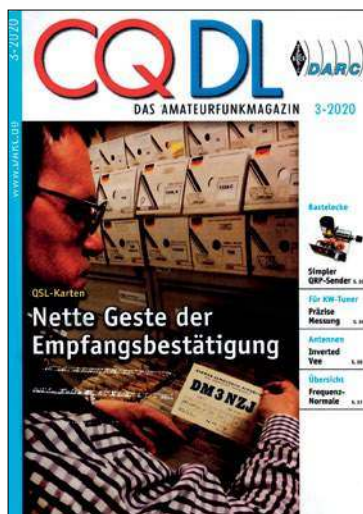 3-2020
www.DARC.de
CQ DL
DARC
DAS AMATEURFUNKMAGAZIN
3-2020
QSL-Karten
Nette Geste der
Empfangsbestätigung
DM3NZJ
Bastelecke
Simpler
QRP-Sender
Für KW-Tuner
Präzise
Messung
Antennen
Inverted
Vee
Übersicht
Frequenz-
Normale